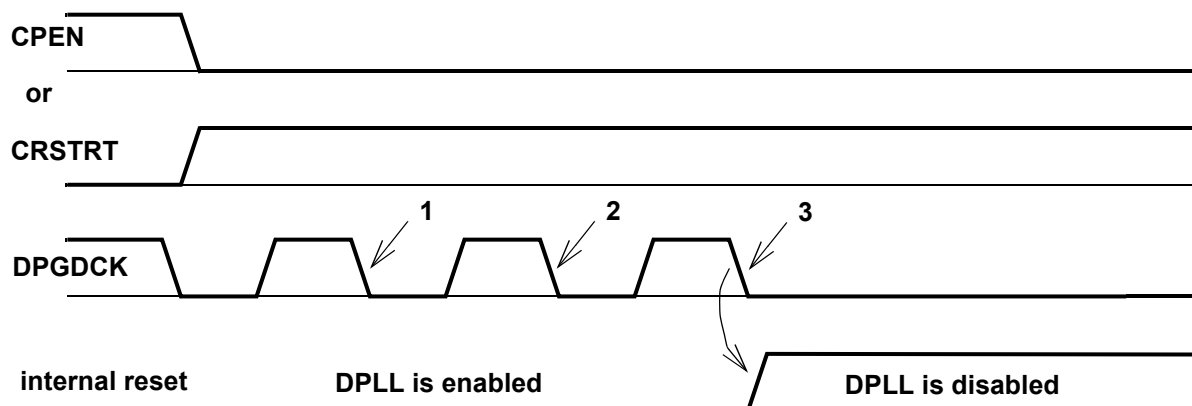 CPEN
or
CRSTRT
1 2 3
DPGDCK
internal reset DPLL is enabled DPLL is disabled